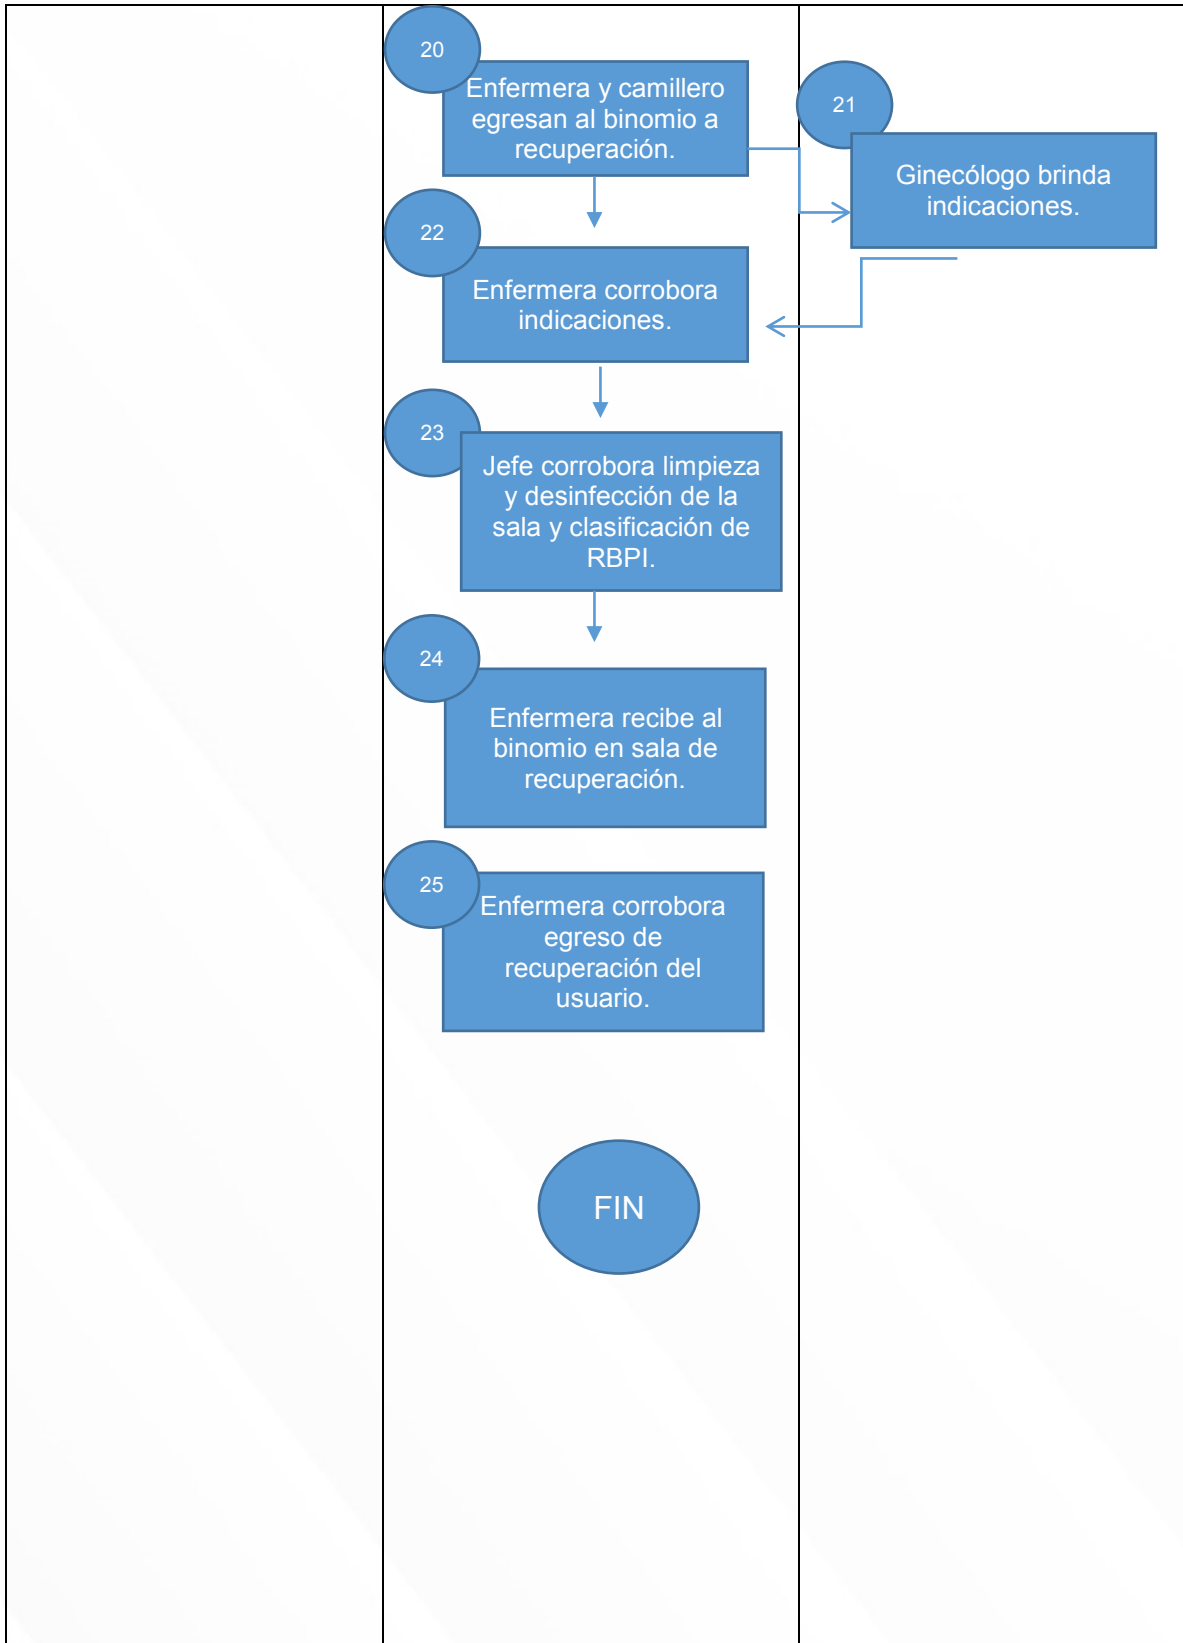 20
Enfermera y camillero
egresan al binomio a
recuperación.
21
Ginecólogo brinda
indicaciones.
22
Enfermera corrobora
indicaciones.
23
Jefe corrobora limpieza
y desinfección de la
sala y clasificación de
RBPI.
24
Enfermera recibe al
binomio en sala de
recuperación.
25
Enfermera corrobora
egreso de
recuperación del
usuario.
FIN